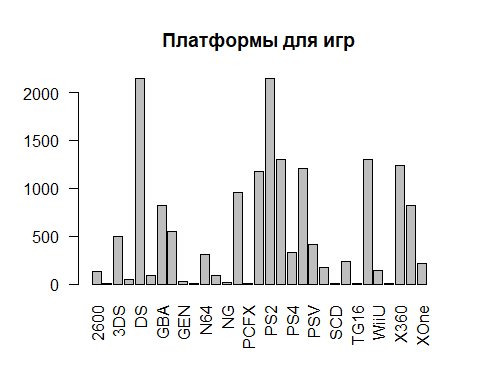 Платформы для игр
2000
1500
1000
500
0
2600
3DS
DS
GBA
GEN
N64
NG
PCFX
PS2
PS4
PSV
SCD
TG16
WiiU
X360
XOne